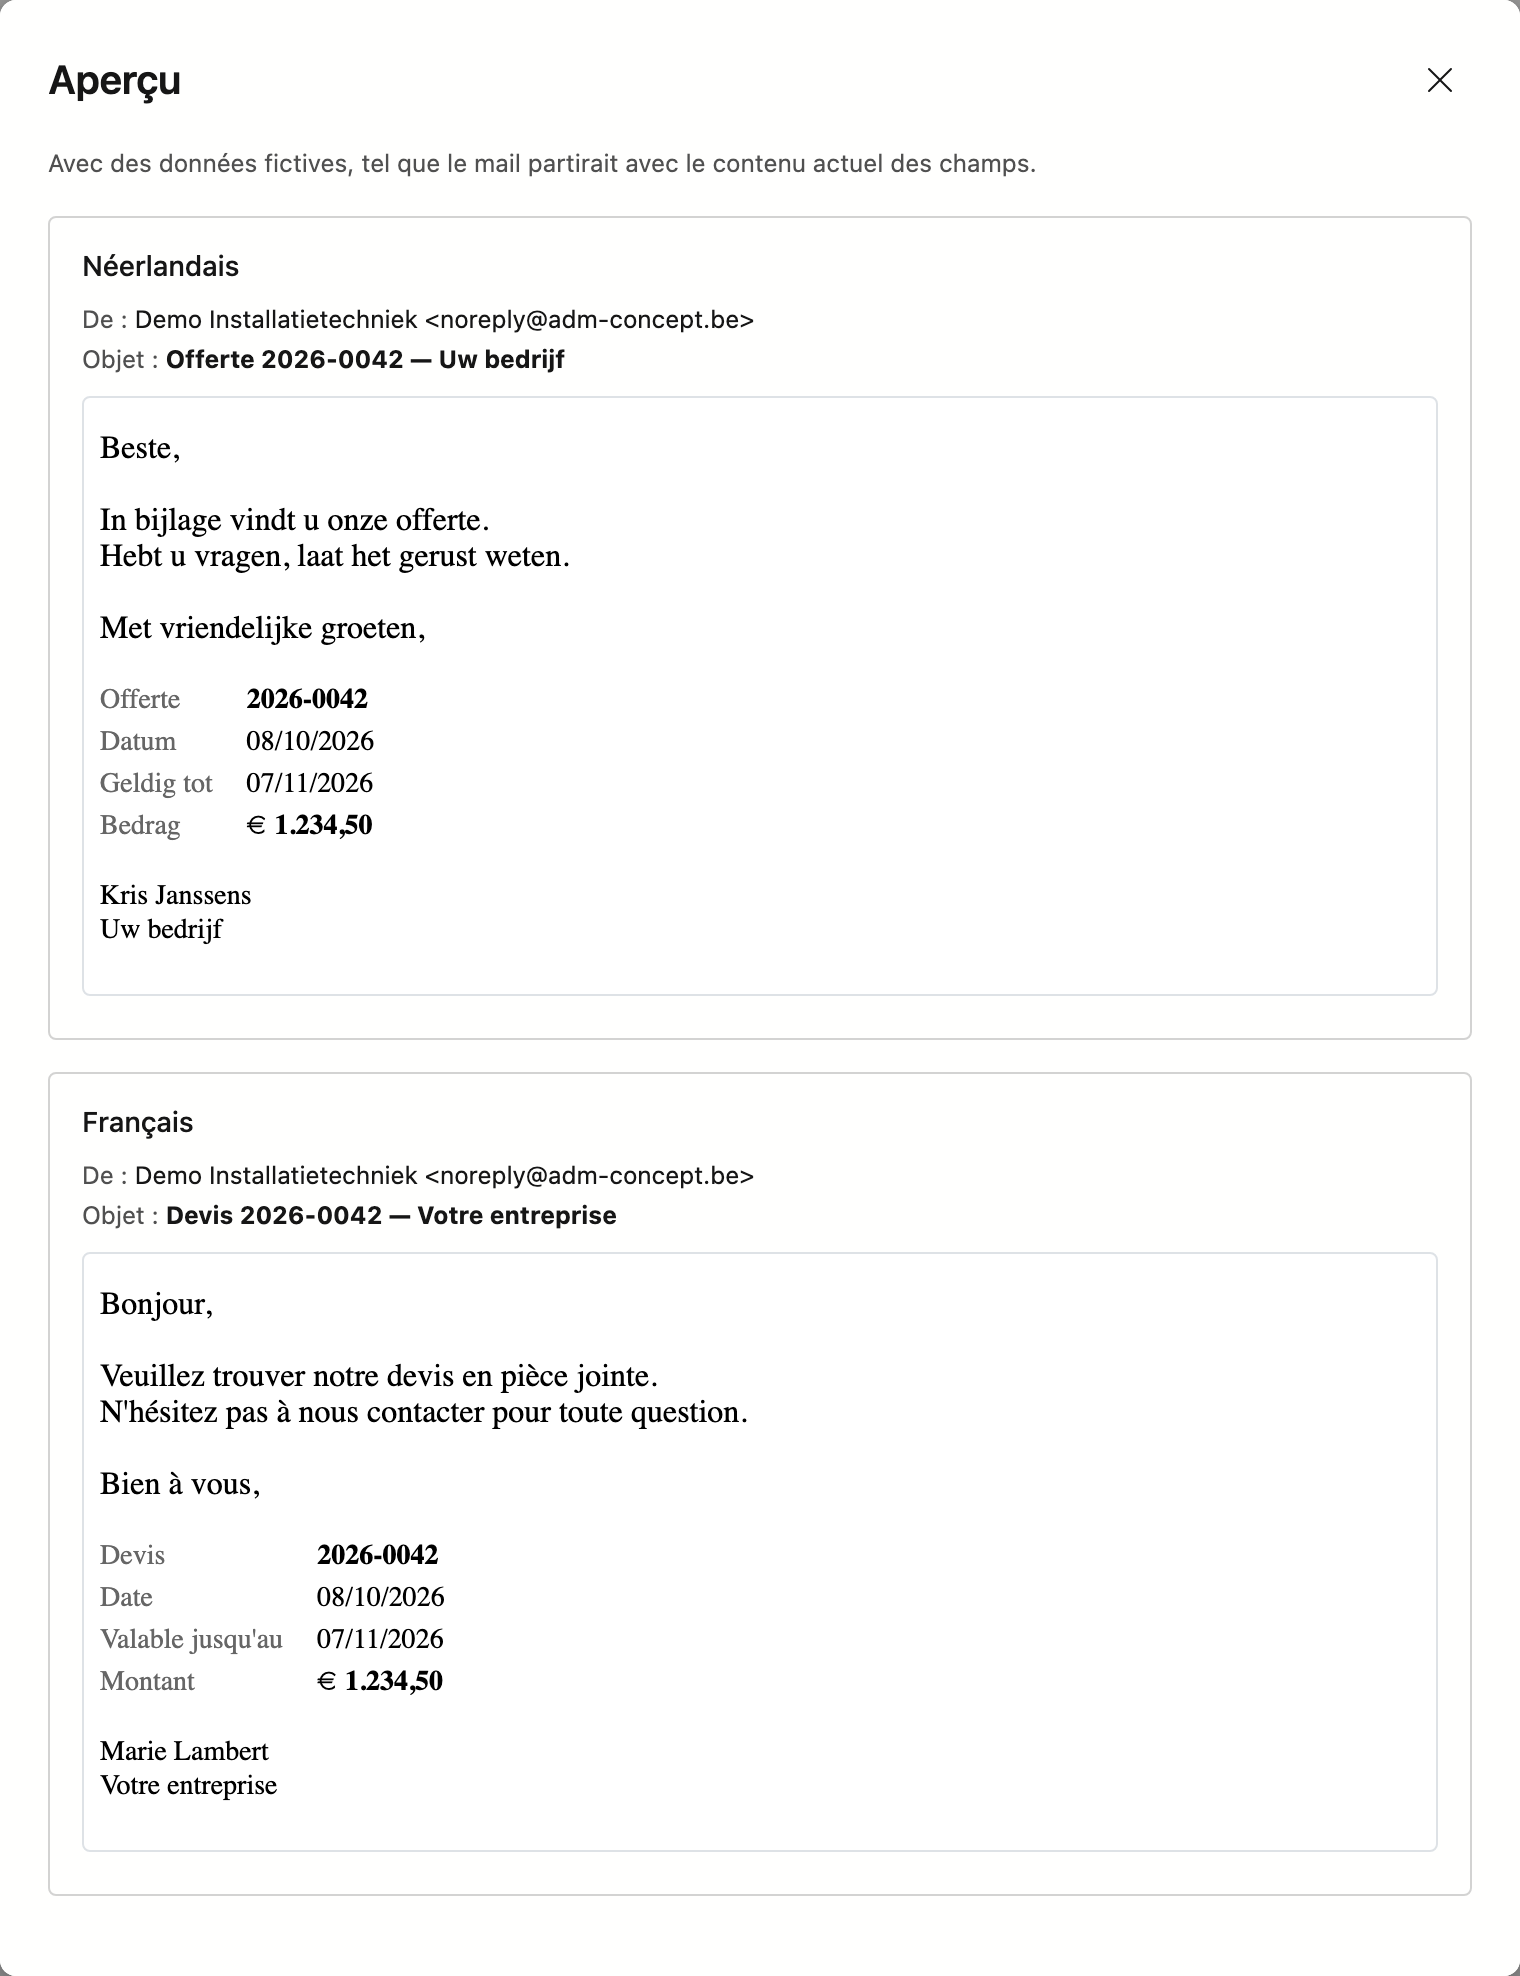 Aperçu
Avec des données fictives, tel que le mail partirait avec le contenu actuel des champs.
Néerlandais
De : Demo Installatietechniek <noreply@adm-concept.be>
Objet : Offerte 2026-0042 — Uw bedrijf
Beste,
In bijlage vindt u onze offerte.
Hebt u vragen, laat het gerust weten.
Met vriendelijke groeten,
Offerte 2026-0042
Datum 08/10/2026
Geldig tot 07/11/2026
Bedrag € 1.234,50
Kris Janssens
Uw bedrijf
Français
De : Demo Installatietechniek <noreply@adm-concept.be>
Objet : Devis 2026-0042 — Votre entreprise
Bonjour,
Veuillez trouver notre devis en pièce jointe.
N'hésitez pas à nous contacter pour toute question.
Bien à vous,
Devis 2026-0042
Date 08/10/2026
Valable jusqu'au 07/11/2026
Montant € 1.234,50
Marie Lambert
Votre entreprise